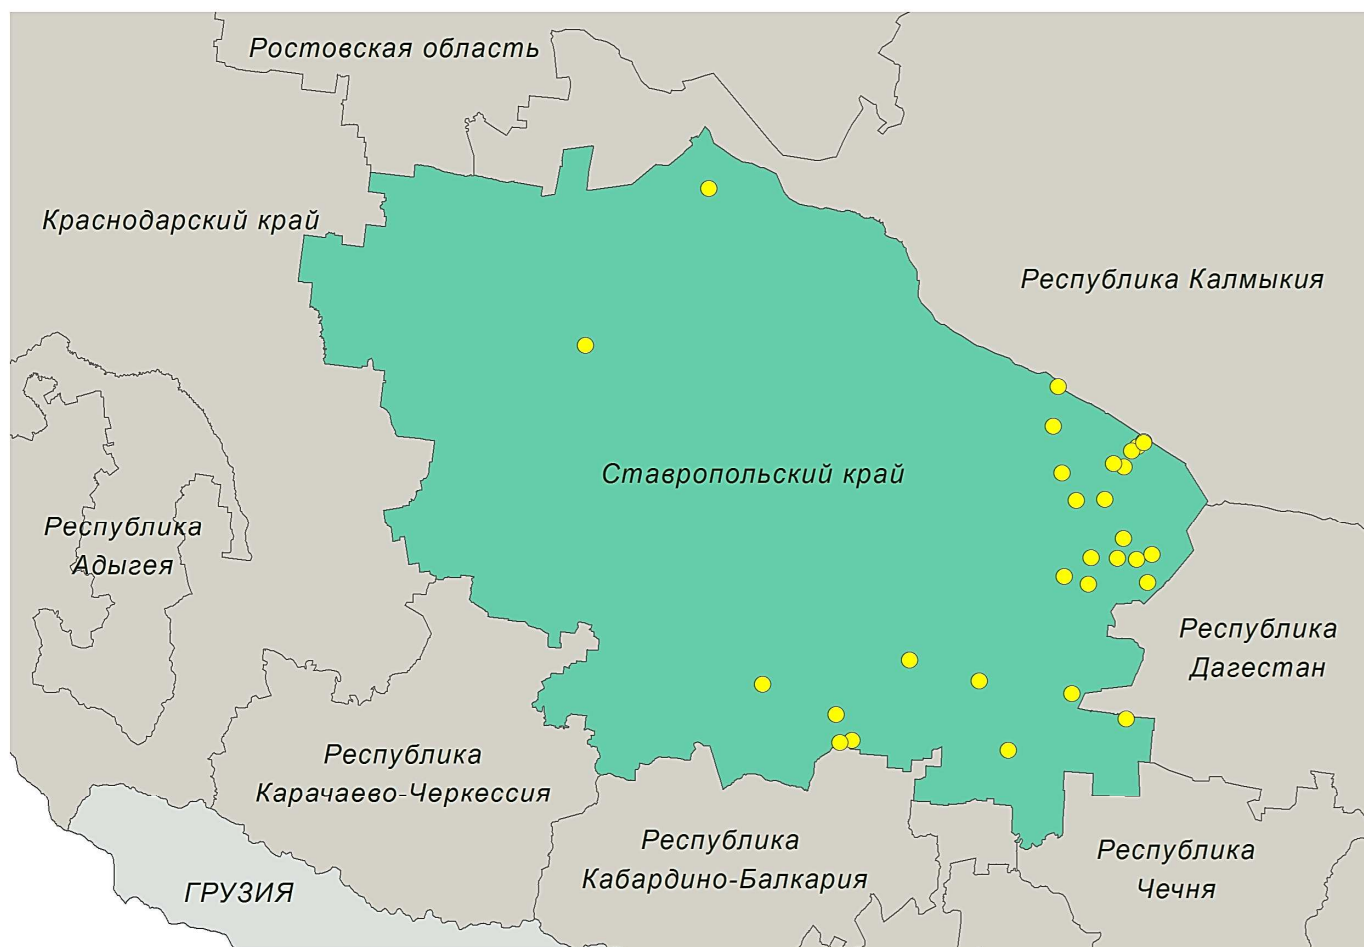 Ростовская область
Краснодарский край
Республика Калмыкия
Ставропольский край
Республика
Адыгея
Республика
Дагестан
Республика
Карачаево-Черкессия
Республика
Кабардино-Балкария
Республика
Чечня
ГРУЗИЯ